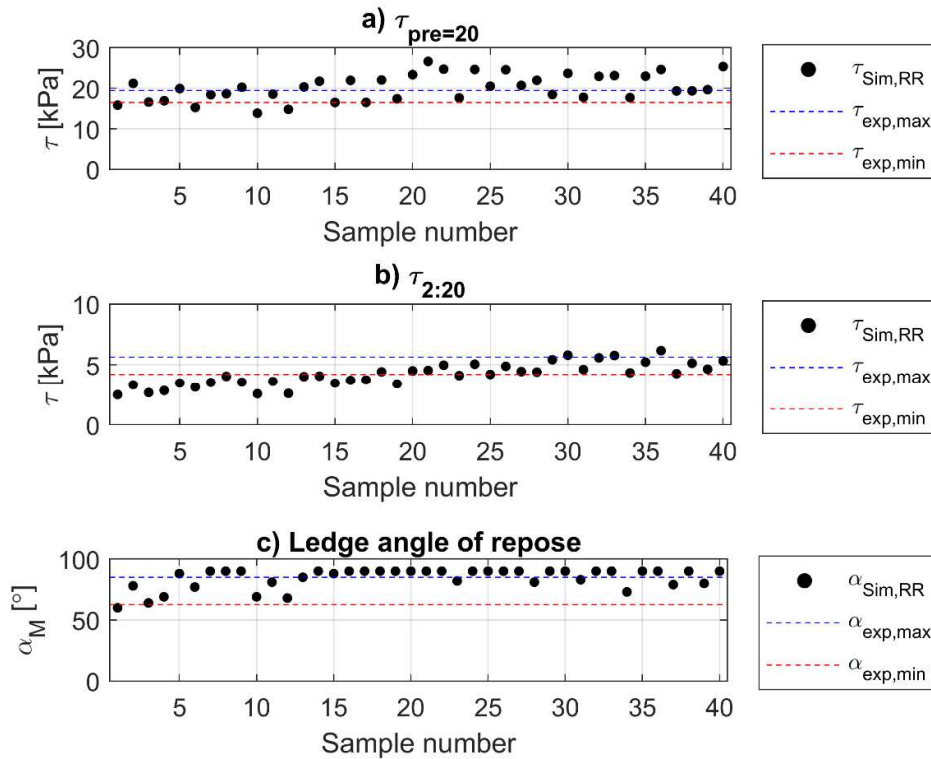 a) τpre=20
30
20
10
0
τ [kPa]
5 10 15 20 25 30 35 40
Sample number
τSim,RR
τexp,max
τexp,min
b) τ2:20
10
5
0
τ [kPa]
5 10 15 20 25 30 35 40
Sample number
τSim,RR
τexp,max
τexp,min
c) Ledge angle of repose
100
50
0
αM [°]
5 10 15 20 25 30 35 40
Sample number
αSim,RR
αexp,max
αexp,min